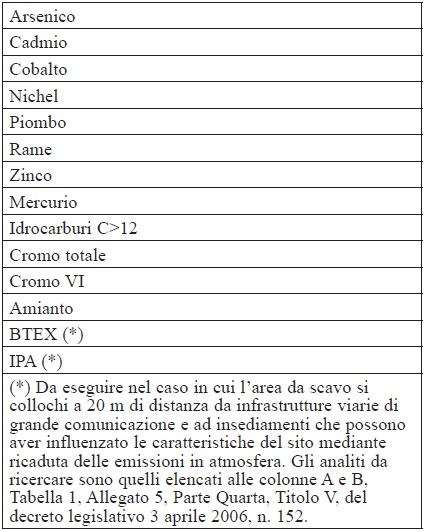 Arsenico
Cadmio
Cobalto
Nichel
Piombo
Rame
Zinco
Mercurio
Idrocarburi C>12
Cromo totale
Cromo VI
Amianto
BTEX (*)
IPA (*)
(*) Da eseguire nel caso in cui l’area da scavo si
collochi a 20 m di distanza da infrastrutture viarie di
grande comunicazione e ad insediamenti che possono
aver influenzato le caratteristiche del sito mediante
ricaduta delle emissioni in atmosfera. Gli analiti da
ricercare sono quelli elencati alle colonne A e B,
Tabella 1, Allegato 5, Parte Quarta, Titolo V, del
decreto legislativo 3 aprile 2006, n. 152.